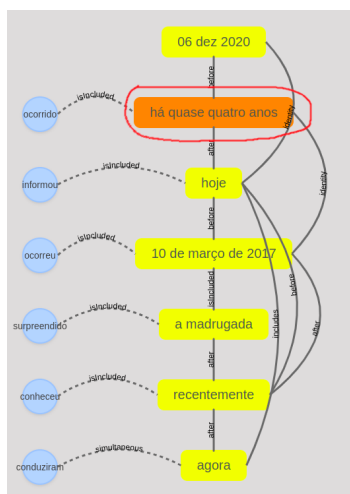 06 dez 2020
before
isIncluded
ocorrido
há quase quatro anos
identity
after
isIncluded
informou
hoje
identity
before
isIncluded
ocorreu
10 de março de 2017
isIncluded
before
isIncluded
surpreendido
a madrugada
includes
after
after
isIncluded
conheceu
recentemente
after
simultaneous
conduziram
agora